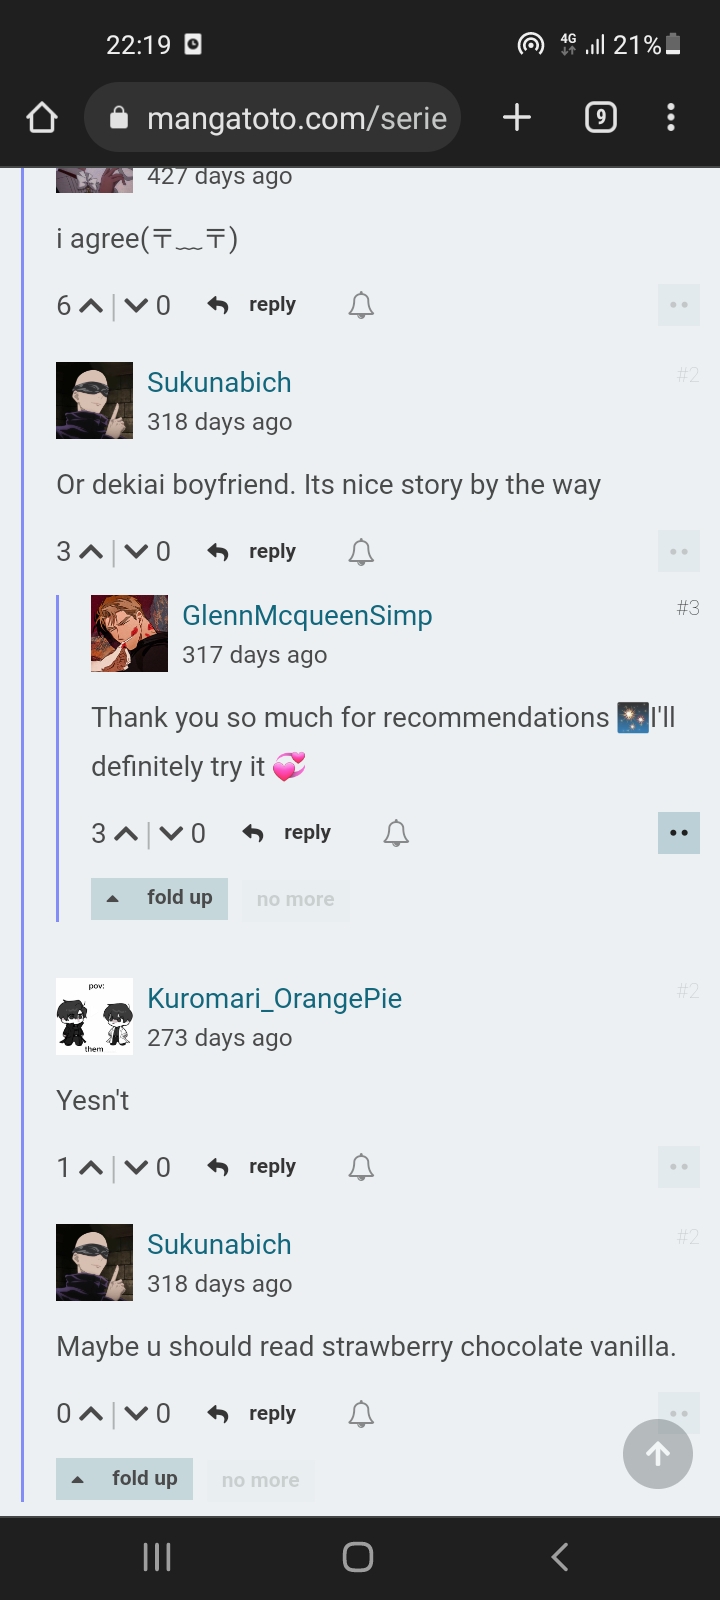 22:19
4G
21%
mangatoto.com/serie
9
427 days ago
i agree(〒﹏〒)
6 | 0 reply
Sukunabich
#2
318 days ago
Or dekiai boyfriend. Its nice story by the way
3 | 0 reply
GlennMcqueenSimp
#3
317 days ago
Thank you so much for recommendations 🎇I'll
definitely try it 💞
3 | 0 reply
fold up no more
pov:
them
Kuromari_OrangePie
#2
273 days ago
Yesn't
1 | 0 reply
Sukunabich
#2
318 days ago
Maybe u should read strawberry chocolate vanilla.
0 | 0 reply
fold up no more